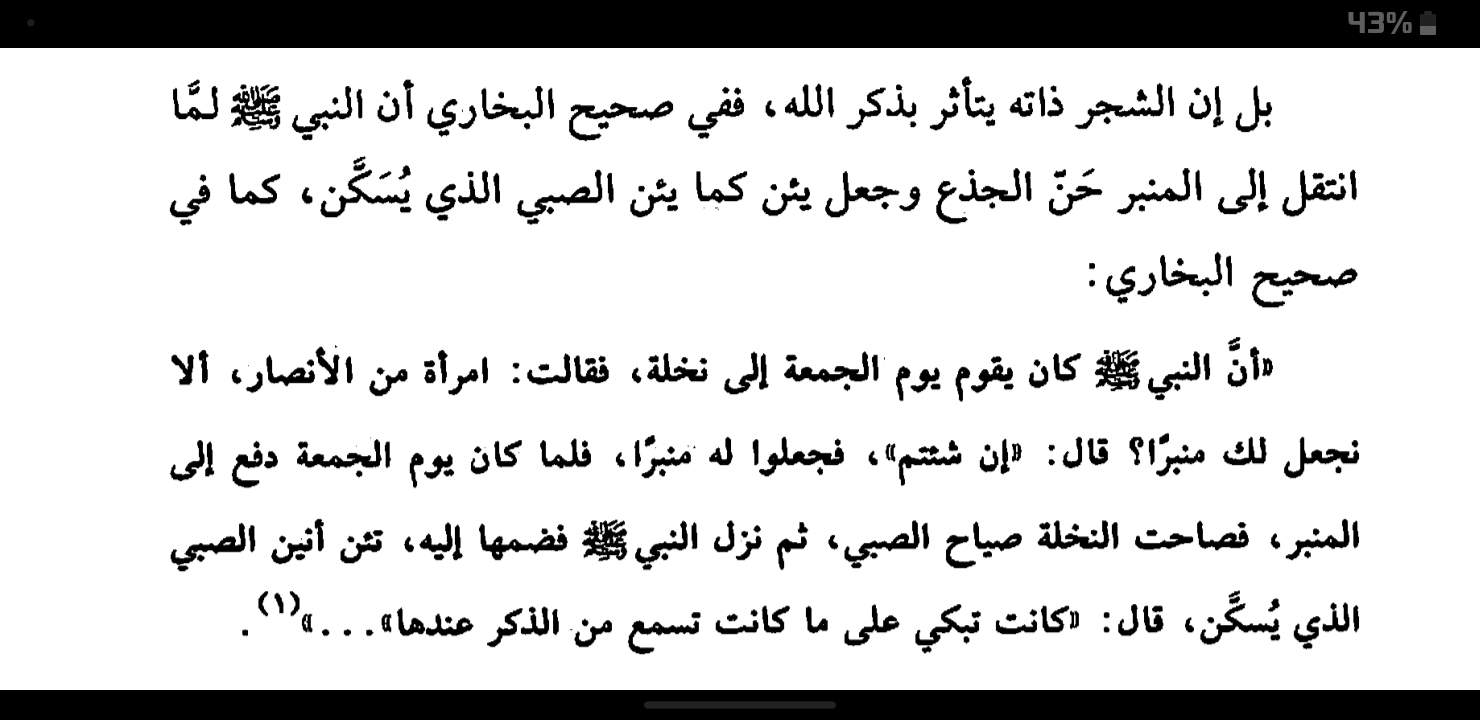 43%
بل إن الشجر ذاته يتأثر بذكر الله، ففي صحيح البخاري أن النبي ﷺ لمَّا
انتقل إلى المنبر حَنّ الجذع وجعل يئن كما يئن الصبي الذي يُسَكَّن، كما في
صحيح البخاري:
«أنَّ النبي ﷺ كان يقوم يوم الجمعة إلى نخلة، فقالت: امرأة من الأنصار، ألا
نجعل لك منبرًا؟ قال: «إن شئتم»، فجعلوا له منبرًا، فلما كان يوم الجمعة دفع إلى
المنبر، فصاحت النخلة صياح الصبي، ثم نزل النبي ﷺ فضمها إليه، تئن أنين الصبي
الذي يُسكَّن، قال: «كانت تبكي على ما كانت تسمع من الذكر عندها»...»(١).